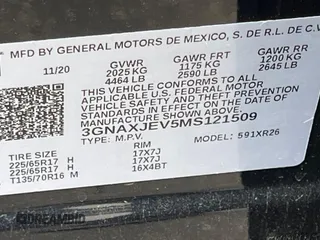 MFD BY GENERAL MOTORS DE MEXICO, S. DE R.L. DE C.V
11/20 GVWR GAWR FRT GAWR RR
2025 KG 1175 KG 1200 KG
4464 LB 2590 LB 2645 LB
THIS VEHICLE CONFORMS TO ALL APPLICABLE
U.S. FEDERAL MOTOR VEHICLE SAFETY
AND THEFT PREVENTION STANDARDS IN EFFECT ON THE DATE OF
MANUFACTURE SHOWN ABOVE.
3GNAXJEV5MS121509
TYPE: M.P.V. MODEL: 591XR26
TIRE SIZE RIM
225/65R17 H 17X7J
225/65R17 H 17X7J
T135/70R16 M 16X4BT
DREAMBID